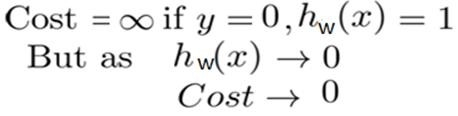 Cost = ∞ if y = 0, h_w(x) = 1
But as h_w(x) → 0
Cost → 0